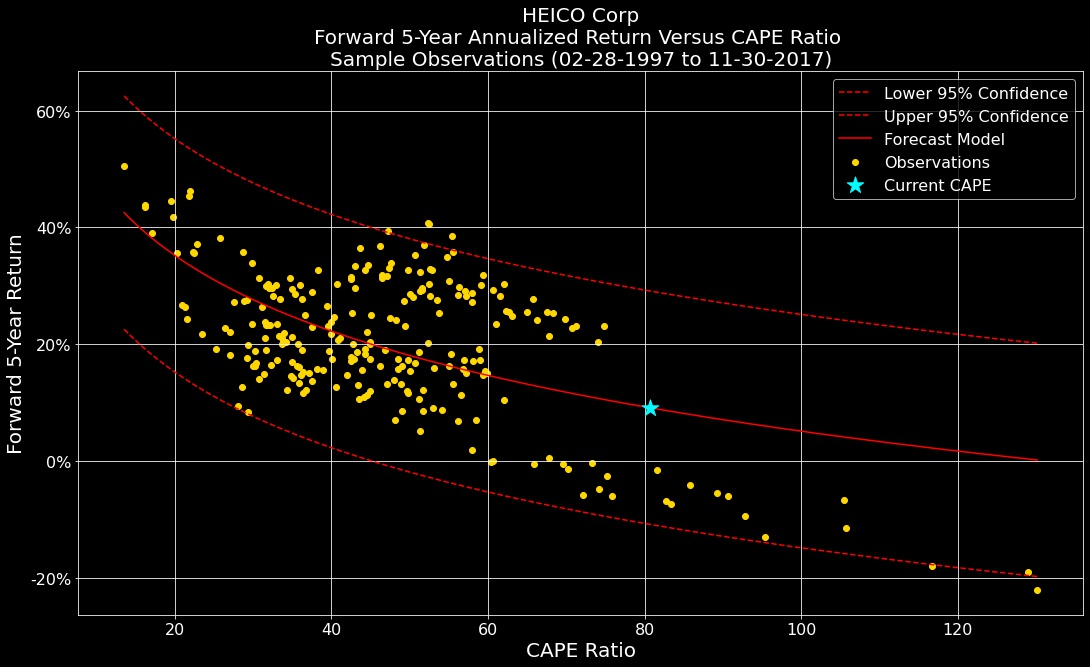 HEICO Corp
Forward 5-Year Annualized Return Versus CAPE Ratio
Sample Observations (02-28-1997 to 11-30-2017)
Lower 95% Confidence
Upper 95% Confidence
Forecast Model
Observations
Current CAPE
Forward 5-Year Return
60%
40%
20%
0%
-20%
20 40 60 80 100 120
CAPE Ratio